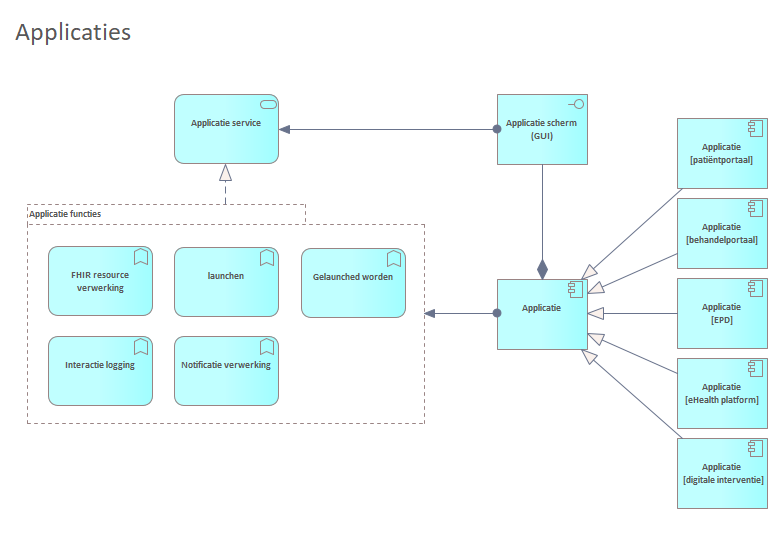 Applicaties
Applicatie service
Applicatie scherm
(GUI)
Applicatie
[patiëntportaal]
Applicatie functies
Applicatie
[behandelportaal]
FHIR resource
verwerking
launchen
Gelaunched worden
Applicatie
Applicatie
[EPD]
Interactie logging
Notificatie verwerking
Applicatie
[eHealth platform]
Applicatie
[digitale interventie]